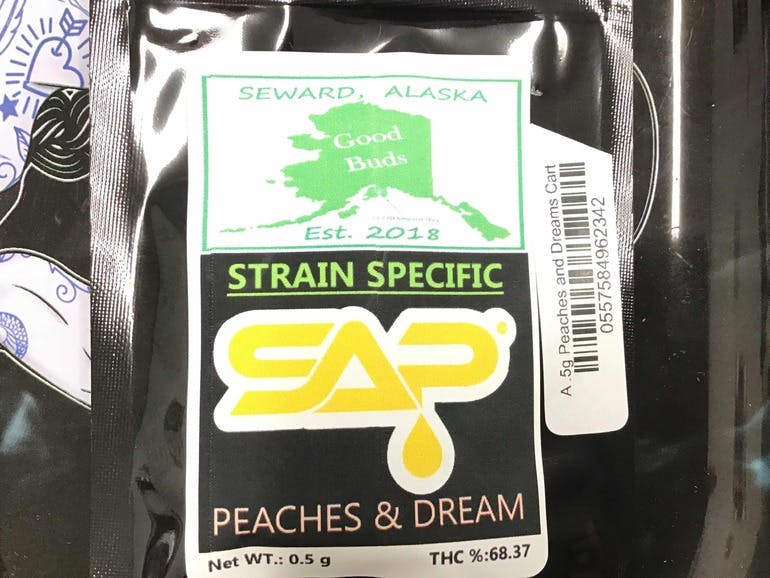 SEWARD, ALASKA
Good
Buds
Est. 2018
STRAIN SPECIFIC
SAP
PEACHES & DREAM
Net WT.: 0.5 g
THC %:68.37
A .5g Peaches and Dreams Cart
0557584962342